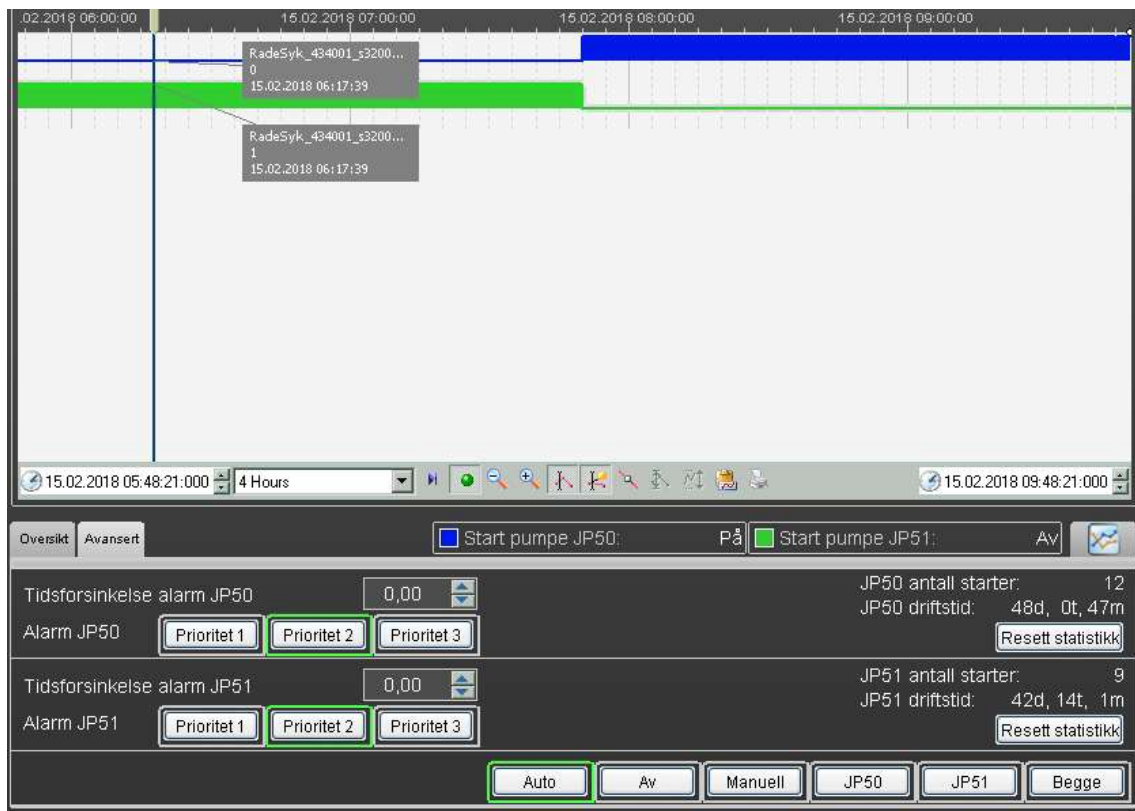 .02.2018 06:00:00 15.02.2018 07:00:00 15.02.2018 08:00:00 15.02.2018 09:00:00
RadeSyk_434001_s3200...
0
15.02.2018 06:17:39
RadeSyk_434001_s3200...
1
15.02.2018 06:17:39
15.02.2018 05:48:21:000 4 Hours 15.02.2018 09:48:21:000
Oversikt Avansert Start pumpe JP50: På Start pumpe JP51: Av
Tidsforsinkelse alarm JP50 0,00
Alarm JP50 Prioritet 1 Prioritet 2 Prioritet 3
JP50 antall starter: 12
JP50 driftstid: 48d, 0t, 47m
Resett statistikk
Tidsforsinkelse alarm JP51 0,00
Alarm JP51 Prioritet 1 Prioritet 2 Prioritet 3
JP51 antall starter: 9
JP51 driftstid: 42d, 14t, 1m
Resett statistikk
Auto Av Manuell JP50 JP51 Begge